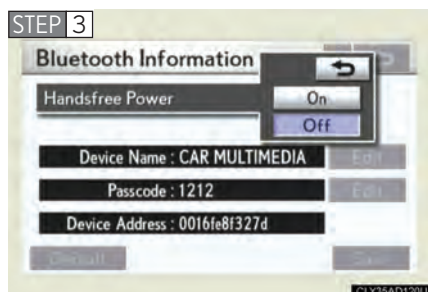 STEP 3
Bluetooth Information
Handsfree Power
On
Off
Device Name : CAR MULTIMEDIA
Edit
Passcode : 1212
Edit
Device Address : 0016fe8f327d
Default